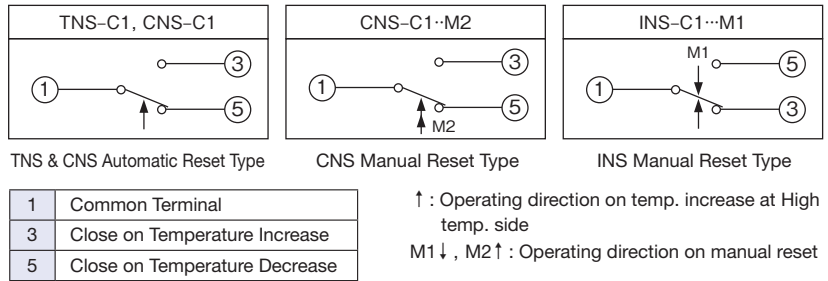 TNS-C1, CNS-C1
1
3
5
TNS & CNS Automatic Reset Type
CNS-C1··M2
1
3
5
M2
CNS Manual Reset Type
INS-C1···M1
M1
1
5
3
INS Manual Reset Type
1 Common Terminal
3 Close on Temperature Increase
5 Close on Temperature Decrease
↑ : Operating direction on temp. increase at High
temp. side
M1↓ , M2↑ : Operating direction on manual reset